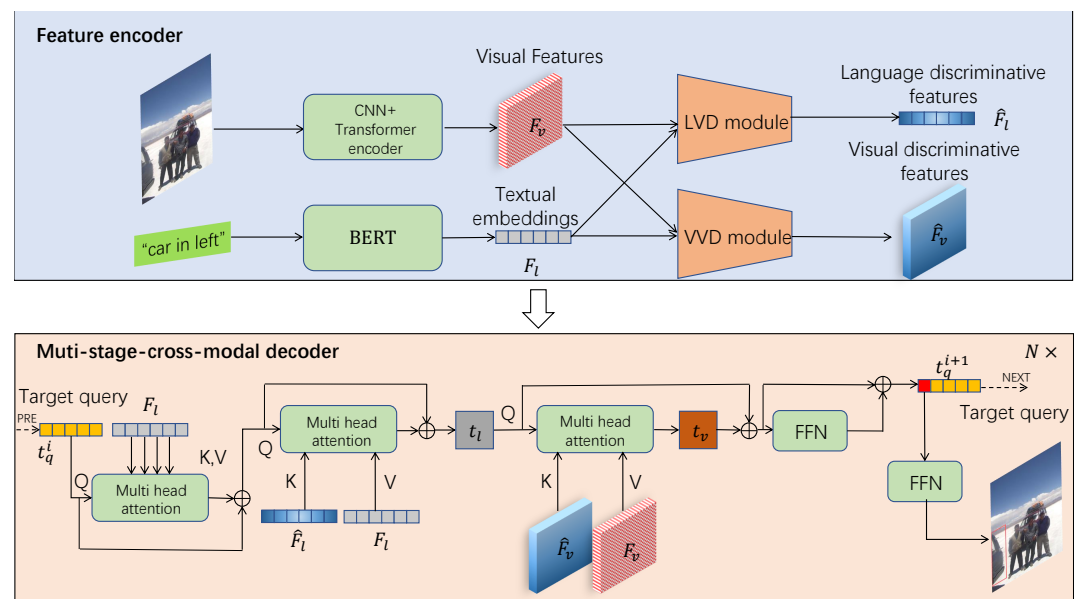 Feature encoder
Visual Features
Language discriminative
features
CNN+
Transformer
encoder
F_v
LVD module
F̂_l
Visual discriminative
features
Textual
embeddings
"car in left"
BERT
VVD module
F̂_v
F_l
Muti-stage-cross-modal decoder
N ×
Target query
F_l
t_q^{i+1}
NEXT
PRE
Target query
t_q^i
K,V
Q
Q
Multi head
attention
Multi head
attention
t_l
Q
Multi head
attention
t_v
FFN
FFN
K
V
K
V
F̂_l
F_l
F̂_v
F_v